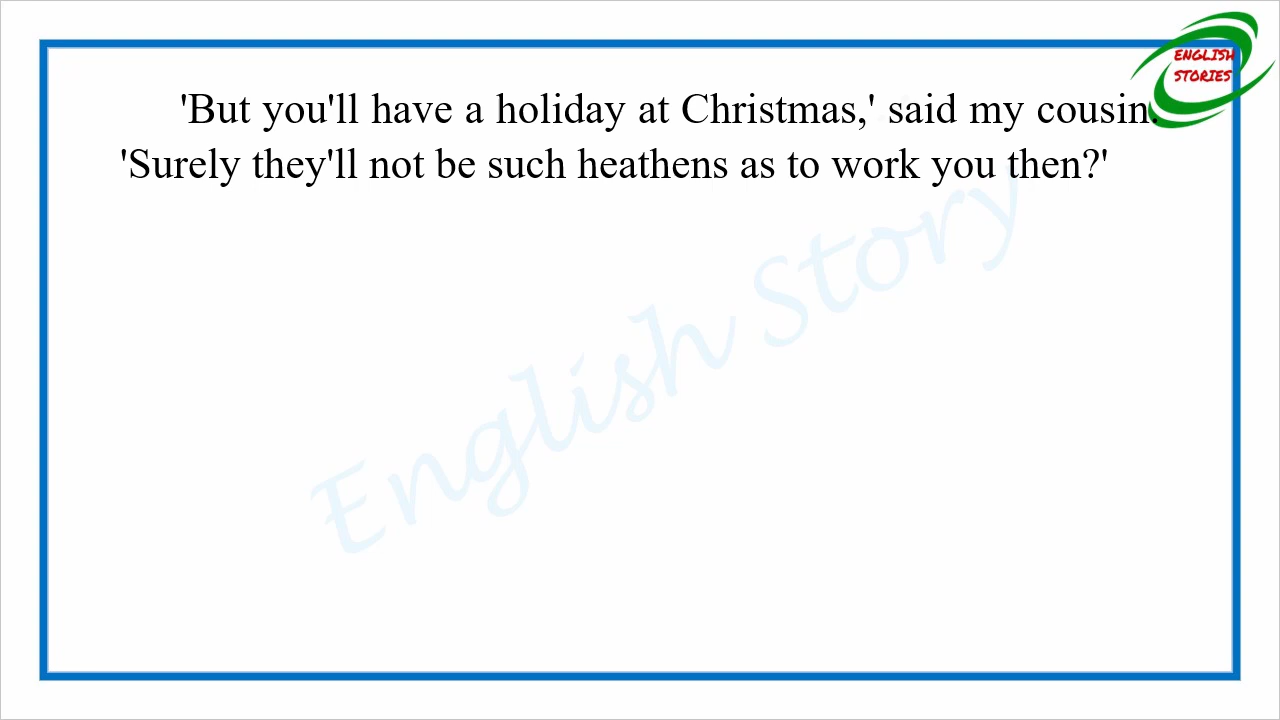 ENGLISH
STORIES
'But you'll have a holiday at Christmas,' said my cousin.
'Surely they'll not be such heathens as to work you then?'
English Story